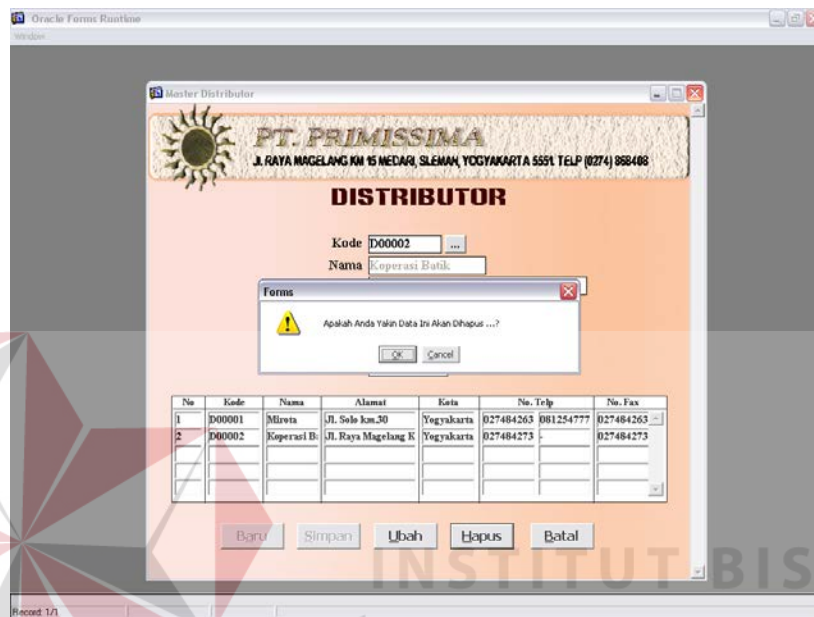 Oracle Forms Runtime
Window
Master Distributor
PT. PRIMISSIMA
JL. RAYA MAGELANG KM 15 MEDARI, SLEMAN, YOGYAKARTA 5551. TELP (0274) 868408
DISTRIBUTOR
Kode D00002 ...
Nama Koperasi Batik
Forms
Apakah Anda Yakin Data Ini Akan Dihapus ...?
OK Cancel
No Kode Nama Alamat Kota No. Telp No. Fax
1 D00001 Mirota Jl. Solo km.30 Yogyakarta 027484263 081254777 027484263
2 D00002 Koperasi Ba Jl. Raya Magelang K Yogyakarta 027484273 - 027484273
Baru Simpan Ubah Hapus Batal
INSTITUT BIS
Record: 1/1